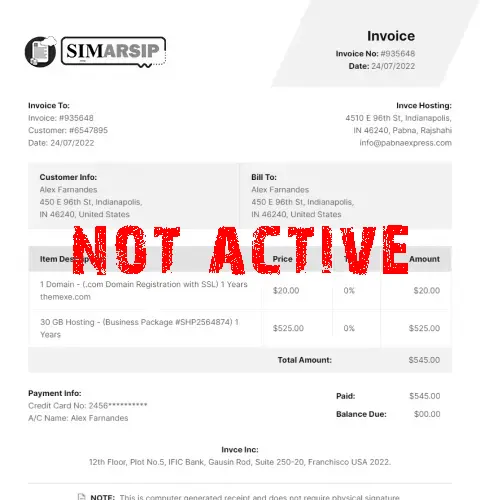 Invoice
SIMARSIP
Invoice No: #935648
Date: 24/07/2022
Invoice To:
Invoice: #935648
Customer: #6547895
Date: 24/07/2022
Invce Hosting:
4510 E 96th St, Indianapolis,
IN 46240, Pabna, Rajshahi
info@pabnaexpress.com
Customer Info:
Alex Farnandes
450 E 96th St, Indianapolis,
IN 46240, United States
Bill To:
Alex Farnandes
450 E 96th St, Indianapolis,
IN 46240, United States
NOT ACTIVE
Item Price Amount
1 Domain - (.com Domain Registration with SSL) 1 Years $20.00 0% $20.00
themexe.com
30 GB Hosting - (Business Package #SHP2564874) 1 $525.00 0% $525.00
Years
Total Amount: $545.00
Payment Info:
Credit Card No: 2456**********
A/C Name: Alex Farnandes
Paid: $545.00
Balance Due: $00.00
Invce Inc:
12th Floor, Plot No.5, IFIC Bank, Gausin Rod, Suite 250-20, Franchisco USA 2022.
NOTE: This is computer generated receipt and does not require physical signature.